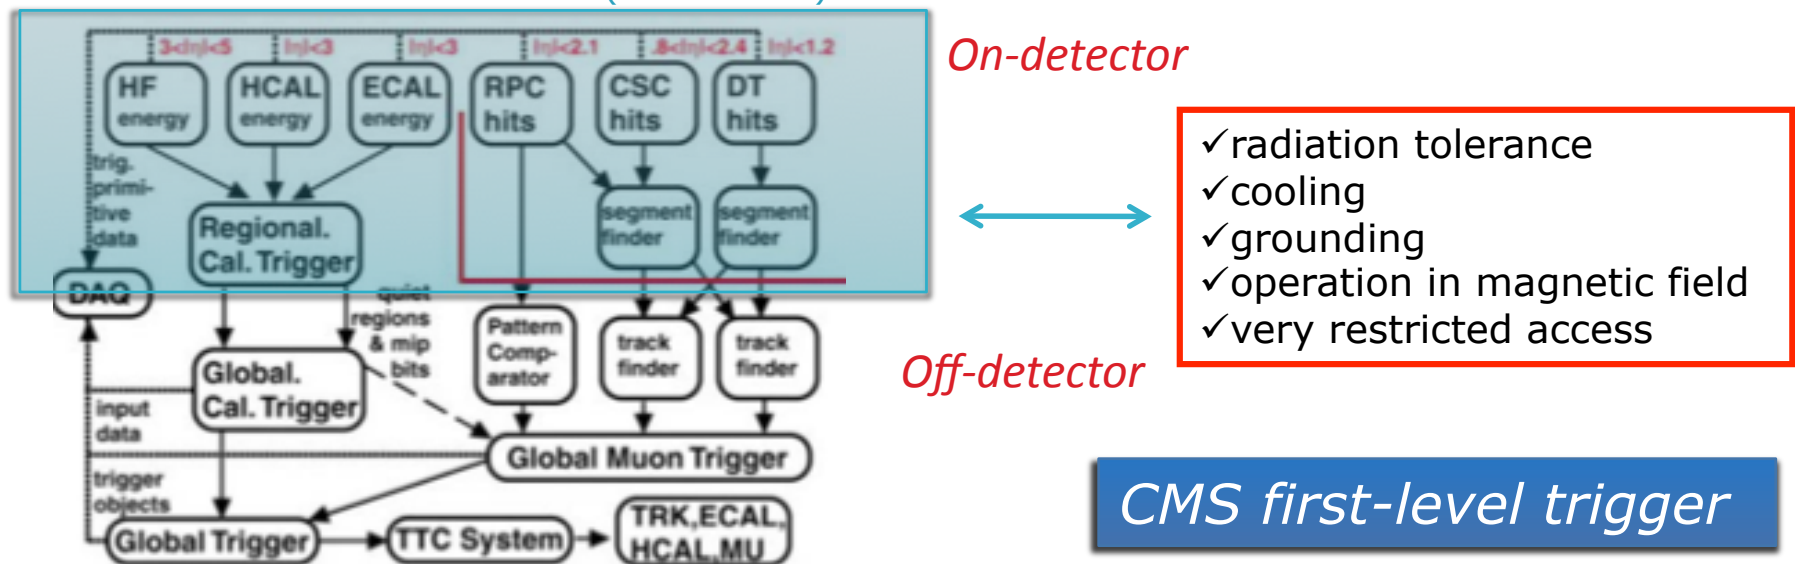 3<|η|<5
|η|<3
|η|<3
|η|<2.1
.8<|η|<2.4
|η|<1.2
On-detector
HF
energy
HCAL
energy
ECAL
energy
RPC
hits
CSC
hits
DT
hits
trig.
primi-
tive
data
Regional.
Cal. Trigger
segment
finder
segment
finder
✓radiation tolerance
✓cooling
✓grounding
✓operation in magnetic field
✓very restricted access
DAQ
quiet
regions
& mip
bits
Pattern
Comp-
arator
track
finder
track
finder
Off-detector
Global.
Cal. Trigger
input
data
Global Muon Trigger
trigger
objects
Global Trigger
TTC System
TRK,ECAL,
HCAL,MU
CMS first-level trigger